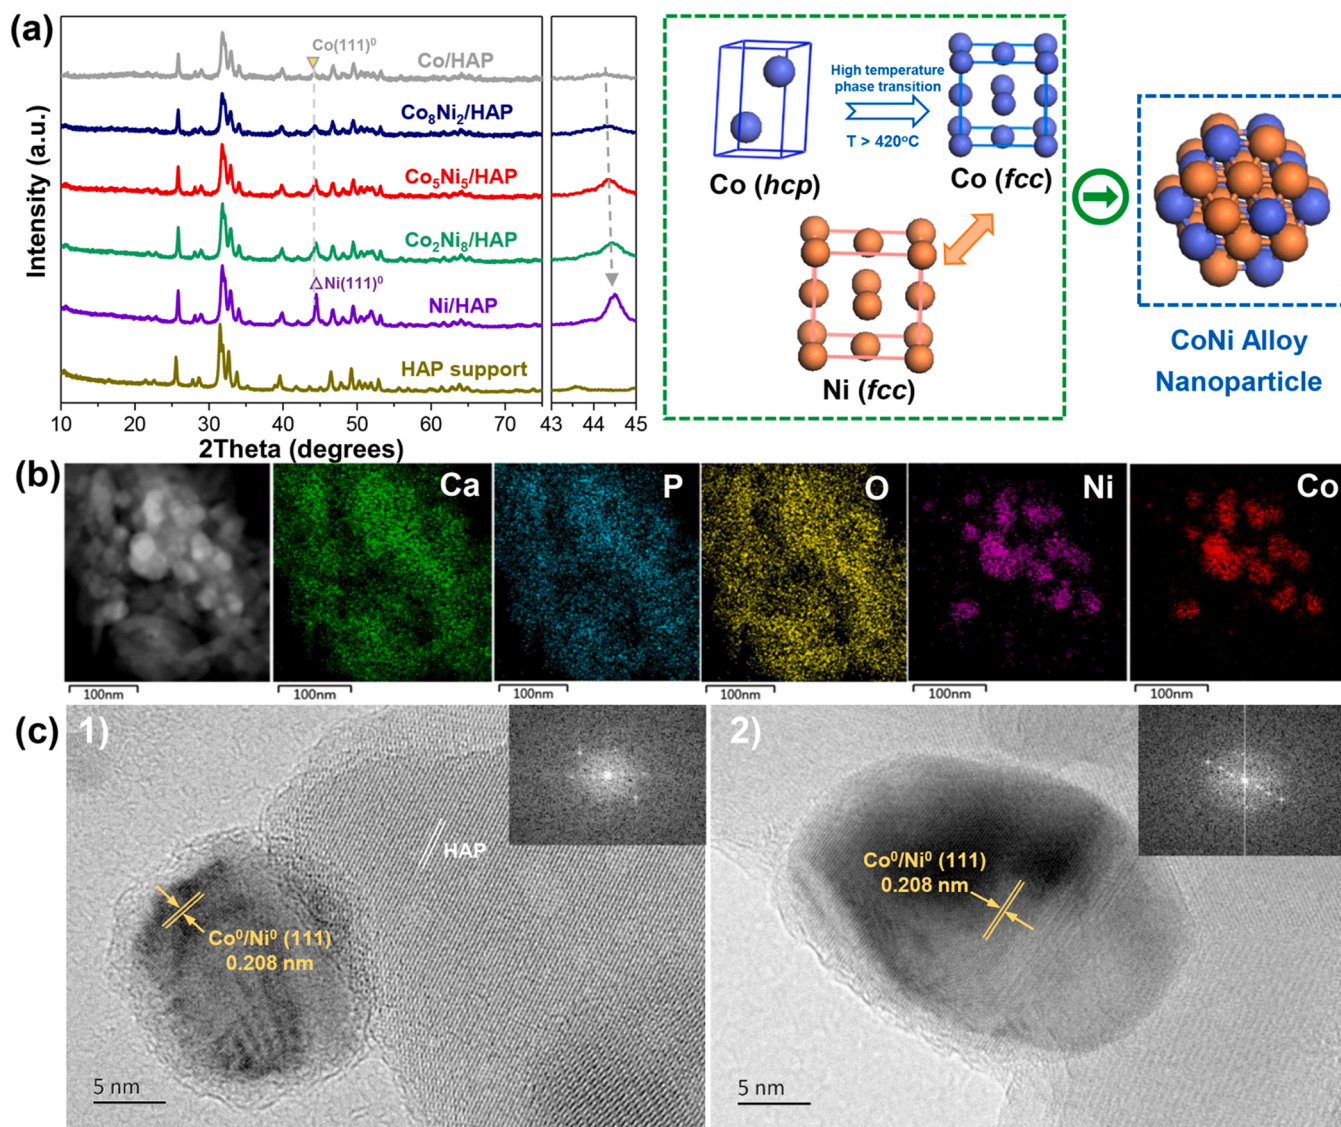 (a)
Intensity (a.u.)
Co(111)⁰
Co/HAP
Co₈Ni₂/HAP
Co₅Ni₅/HAP
Co₂Ni₈/HAP
Ni(111)⁰
Ni/HAP
HAP support
10 20 30 40 50 60 70 43 44 45
2Theta (degrees)
High temperature
phase transition
T > 420°C
Co (hcp)
Co (fcc)
Ni (fcc)
CoNi Alloy
Nanoparticle
(b)
Ca
P
O
Ni
Co
100nm
100nm
100nm
100nm
100nm
100nm
(c)
1)
HAP
Co⁰/Ni⁰ (111)
0.208 nm
5 nm
2)
Co⁰/Ni⁰ (111)
0.208 nm
5 nm